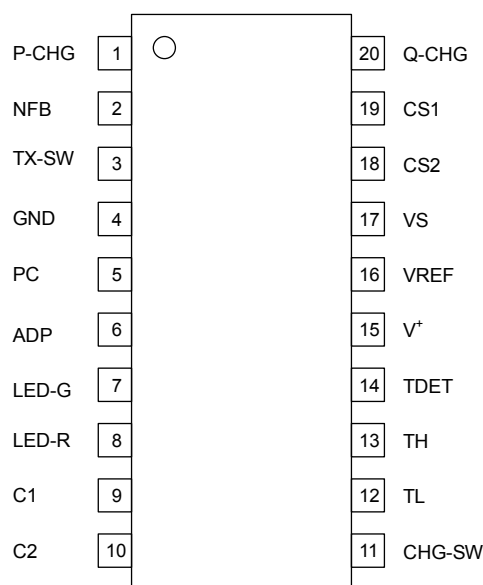 P-CHG 1 20 Q-CHG
NFB 2 19 CS1
TX-SW 3 18 CS2
GND 4 17 VS
PC 5 16 VREF
ADP 6 15 V⁺
LED-G 7 14 TDET
LED-R 8 13 TH
C1 9 12 TL
C2 10 11 CHG-SW